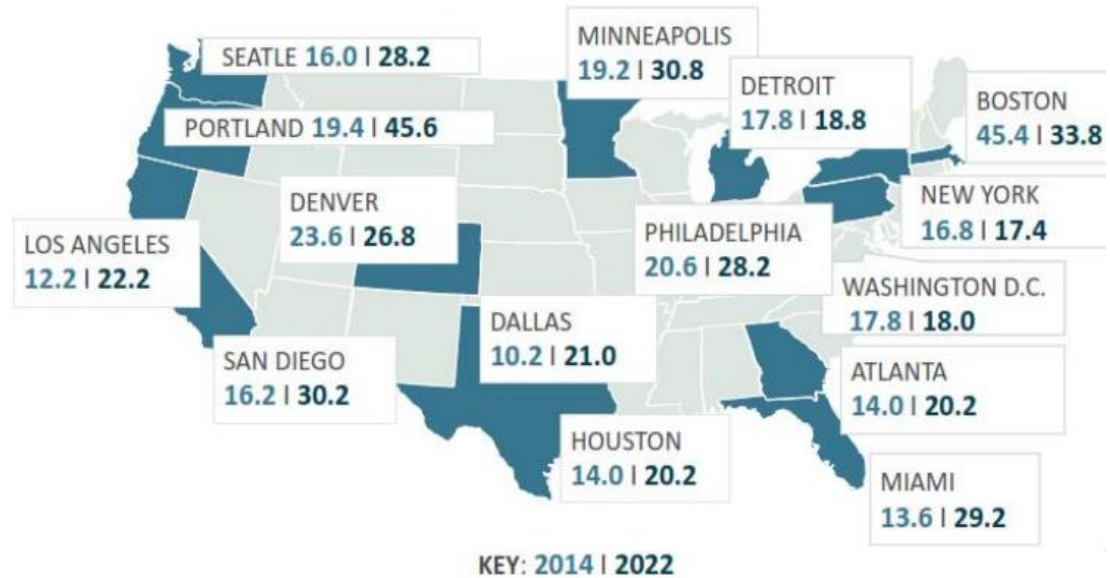 SEATLE 16.0 | 28.2
PORTLAND 19.4 | 45.6
LOS ANGELES
12.2 | 22.2
SAN DIEGO
16.2 | 30.2
DENVER
23.6 | 26.8
DALLAS
10.2 | 21.0
HOUSTON
14.0 | 20.2
MINNEAPOLIS
19.2 | 30.8
DETROIT
17.8 | 18.8
BOSTON
45.4 | 33.8
NEW YORK
16.8 | 17.4
PHILADELPHIA
20.6 | 28.2
WASHINGTON D.C.
17.8 | 18.0
ATLANTA
14.0 | 20.2
MIAMI
13.6 | 29.2
KEY: 2014 | 2022